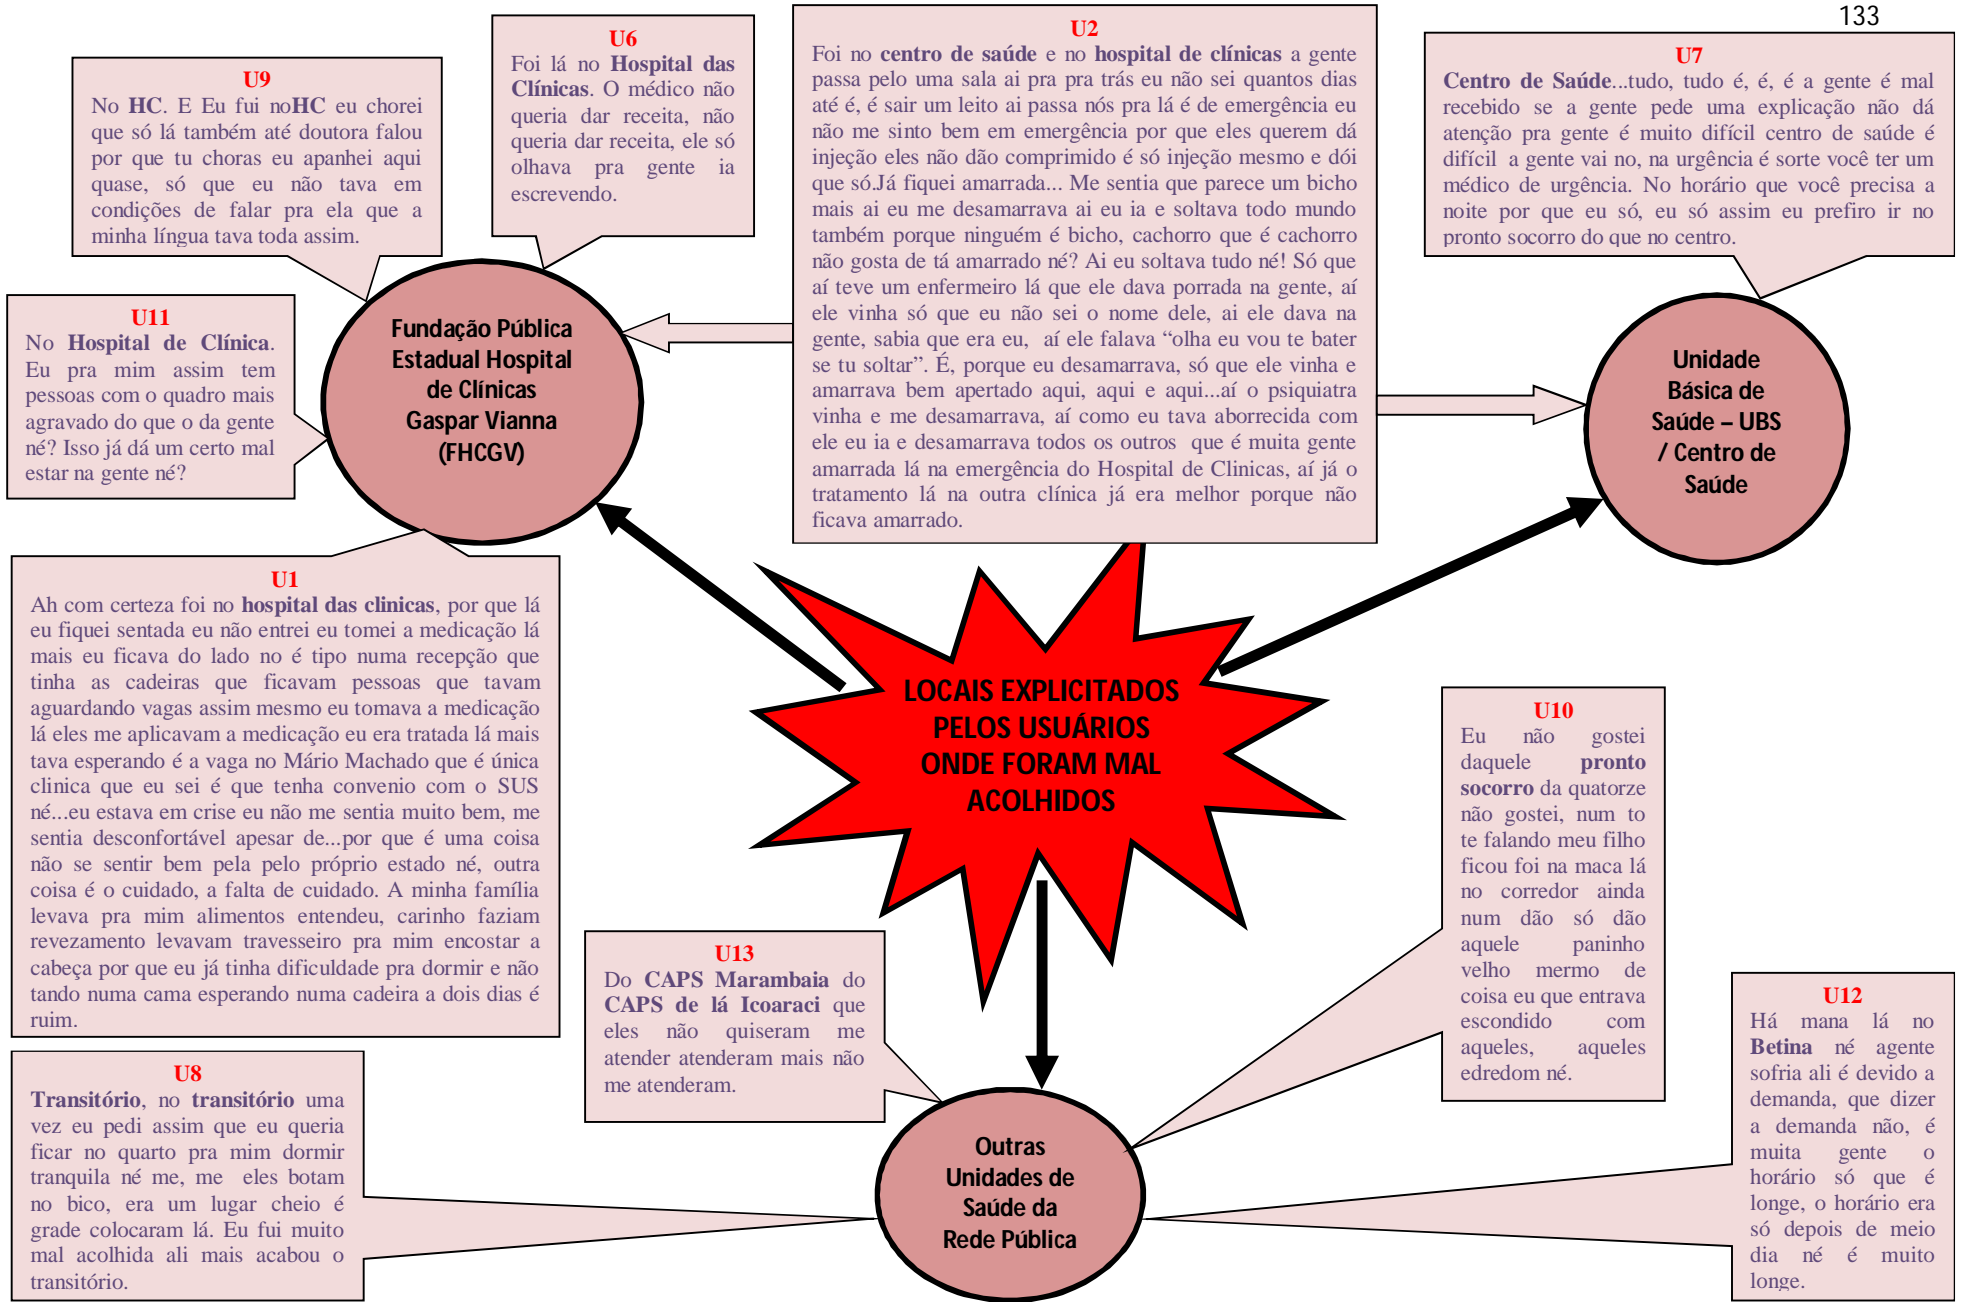 133
U9
No HC. E Eu fui noHC eu chorei
que só lá também até doutora falou
por que tu choras eu apanhei aqui
quase, só que eu não tava em
condições de falar pra ela que a
minha língua tava toda assim.
U6
Foi lá no Hospital das
Clínicas. O médico não
queria dar receita, não
queria dar receita, ele só
olhava pra gente ia
escrevendo.
U2
Foi no centro de saúde e no hospital de clínicas a gente
passa pelo uma sala ai pra pra trás eu não sei quantos dias
até é, é sair um leito ai passa nós pra lá é de emergência eu
não me sinto bem em emergência por que eles querem dá
injeção eles não dão comprimido é só injeção mesmo e dói
que só.Já fiquei amarrada... Me sentia que parece um bicho
mais ai eu me desamarrava ai eu ia e soltava todo mundo
também porque ninguém é bicho, cachorro que é cachorro
não gosta de tá amarrado né? Ai eu soltava tudo né! Só que
aí teve um enfermeiro lá que ele dava porrada na gente, aí
ele vinha só que eu não sei o nome dele, ai ele dava na
gente, sabia que era eu, aí ele falava “olha eu vou te bater
se tu soltar”. É, porque eu desamarrava, só que ele vinha e
amarrava bem apertado aqui, aqui e aqui...aí o psiquiatra
vinha e me desamarrava, aí como eu tava aborrecida com
ele eu ia e desamarrava todos os outros que é muita gente
amarrada lá na emergência do Hospital de Clinicas, aí já o
tratamento lá na outra clínica já era melhor porque não
ficava amarrado.
U7
Centro de Saúde...tudo, tudo é, é, é a gente é mal
recebido se a gente pede uma explicação não dá
atenção pra gente é muito difícil centro de saúde é
difícil a gente vai no, na urgência é sorte você ter um
médico de urgência. No horário que você precisa a
noite por que eu só, eu só assim eu prefiro ir no
pronto socorro do que no centro.
U11
No Hospital de Clínica.
Eu pra mim assim tem
pessoas com o quadro mais
agravado do que o da gente
né? Isso já dá um certo mal
estar na gente né?
Fundação Pública
Estadual Hospital
de Clínicas
Gaspar Vianna
(FHCGV)
Unidade
Básica de
Saúde – UBS
/ Centro de
Saúde
U1
Ah com certeza foi no hospital das clinicas, por que lá
eu fiquei sentada eu não entrei eu tomei a medicação lá
mais eu ficava do lado no é tipo numa recepção que
tinha as cadeiras que ficavam pessoas que tavam
aguardando vagas assim mesmo eu tomava a medicação
lá eles me aplicavam a medicação eu era tratada lá mais
tava esperando é a vaga no Mário Machado que é única
clinica que eu sei é que tenha convenio com o SUS
né...eu estava em crise eu não me sentia muito bem, me
sentia desconfortável apesar de...por que é uma coisa
não se sentir bem pela pelo próprio estado né, outra
coisa é o cuidado, a falta de cuidado. A minha família
levava pra mim alimentos entendeu, carinho faziam
revezamento levavam travesseiro pra mim encostar a
cabeça por que eu já tinha dificuldade pra dormir e não
tando numa cama esperando numa cadeira a dois dias é
ruim.
LOCAIS EXPLICITADOS
PELOS USUÁRIOS
ONDE FORAM MAL
ACOLHIDOS
U10
Eu não gostei
daquele pronto
socorro da quatorze
não gostei, num to
te falando meu filho
ficou foi na maca lá
no corredor ainda
num dão só dão
aquele paninho
velho mermo de
coisa eu que entrava
escondido com
aqueles, aqueles
edredom né.
U13
Do CAPS Marambaia do
CAPS de lá Icoaraci que
eles não quiseram me
atender atenderam mais não
me atenderam.
U12
Há mana lá no
Betina né agente
sofria ali é devido a
demanda, que dizer
a demanda não, é
muita gente o
horário só que é
longe, o horário era
só depois de meio
dia né é muito
longe.
U8
Transitório, no transitório uma
vez eu pedi assim que eu queria
ficar no quarto pra mim dormir
tranquila né me, me eles botam
no bico, era um lugar cheio é
grade colocaram lá. Eu fui muito
mal acolhida ali mais acabou o
transitório.
Outras
Unidades de
Saúde da
Rede Pública